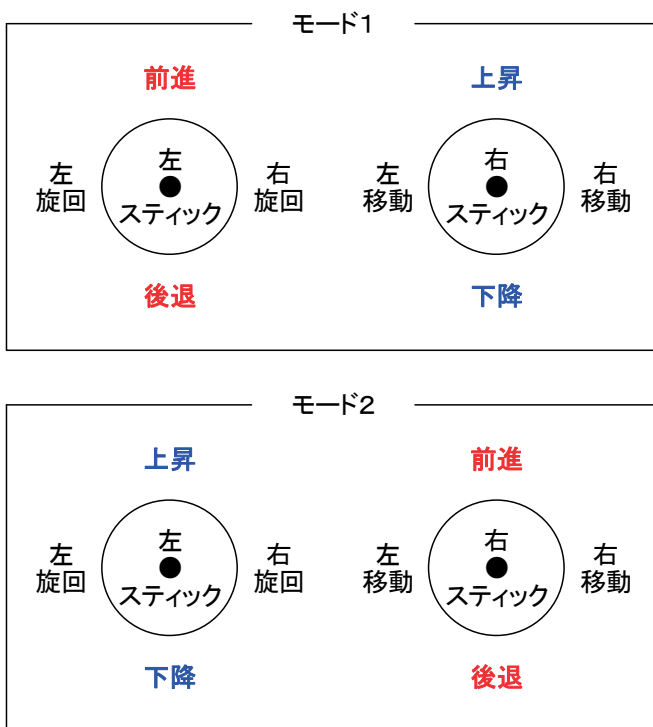 モード1
前進
上昇
左
旋回
左
スティック
右
旋回
左
移動
右
スティック
右
移動
後退
下降
モード2
上昇
前進
左
旋回
左
スティック
右
旋回
左
移動
右
スティック
右
移動
下降
後退